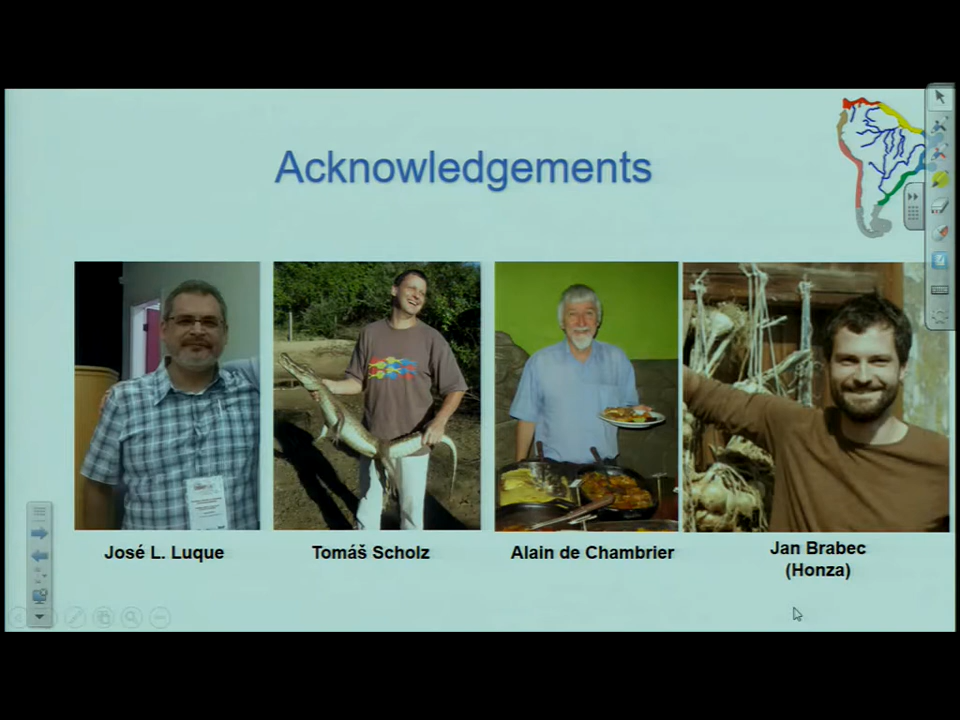 Acknowledgements
José L. Luque
Tomáš Scholz
Alain de Chambrier
Jan Brabec
(Honza)